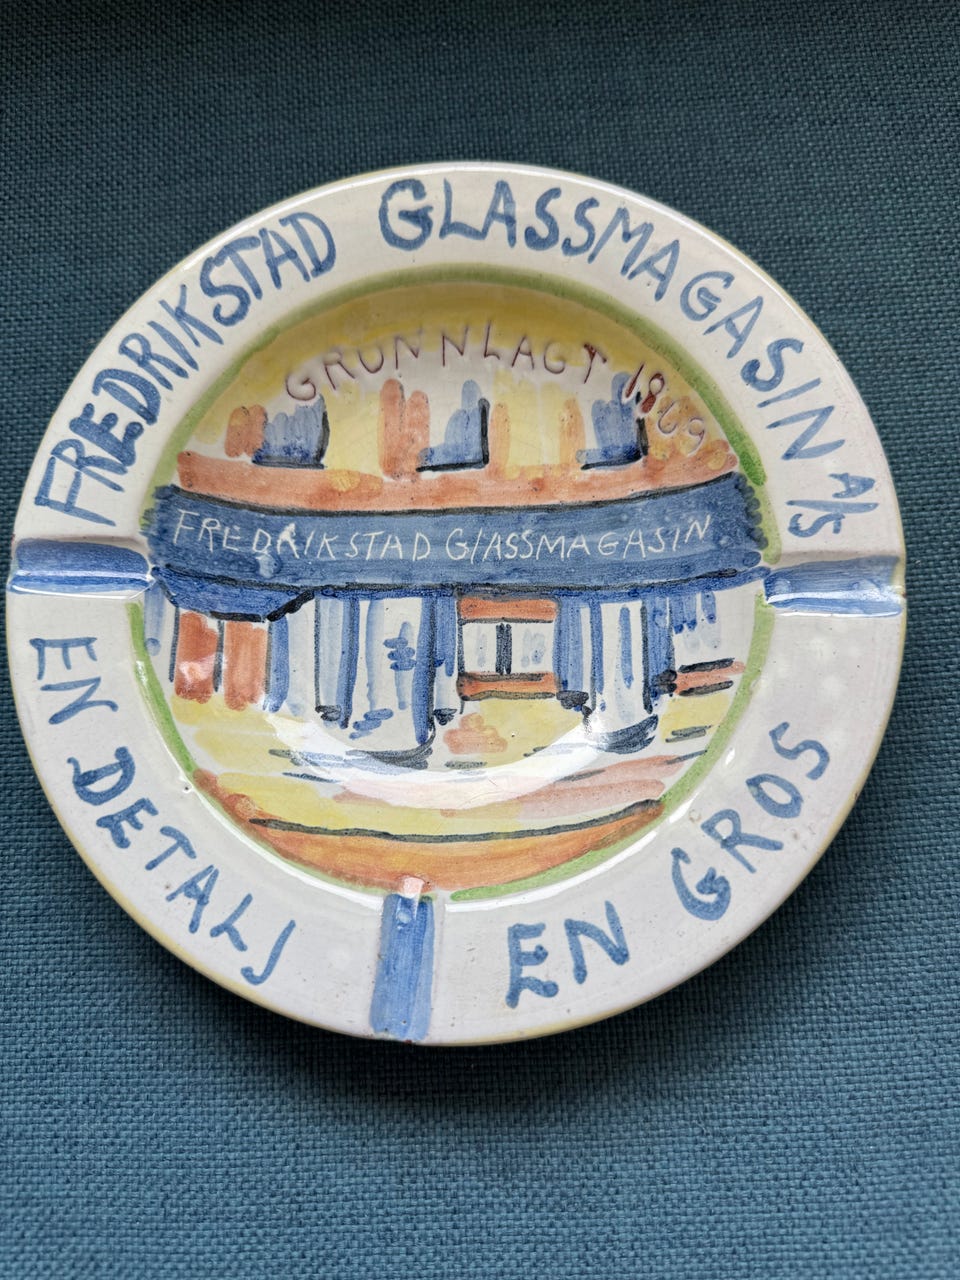 FREDRIKSTAD GLASSMAGASIN A/S
GRUNNLAGT 1869
FREDRIKSTAD GLASSMAGASIN
EN DETALJ
EN GROS